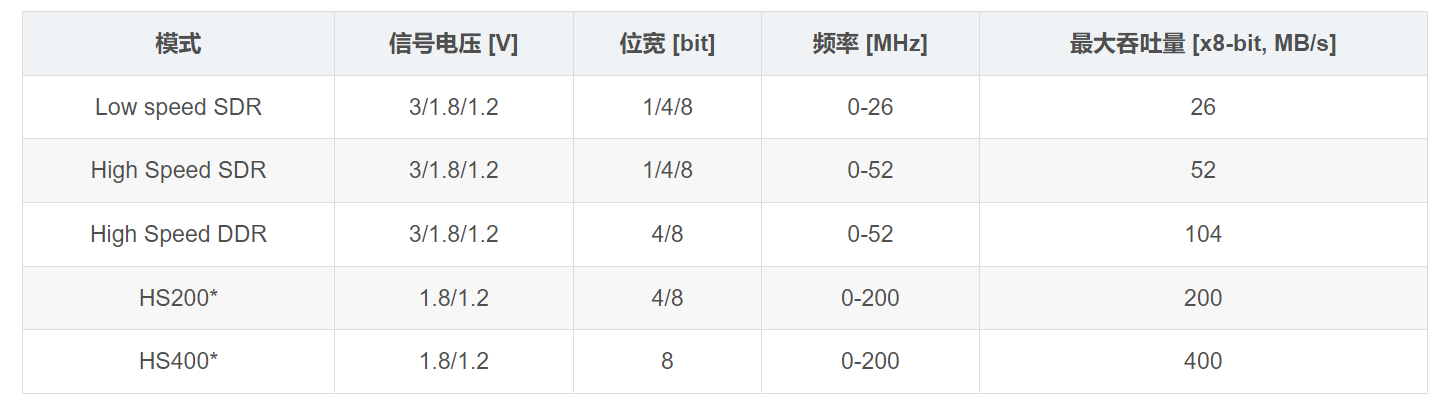 模式 信号电压 [V] 位宽 [bit] 频率 [MHz] 最大吞吐量 [x8-bit, MB/s]
Low speed SDR 3/1.8/1.2 1/4/8 0-26 26
High Speed SDR 3/1.8/1.2 1/4/8 0-52 52
High Speed DDR 3/1.8/1.2 4/8 0-52 104
HS200* 1.8/1.2 4/8 0-200 200
HS400* 1.8/1.2 8 0-200 400